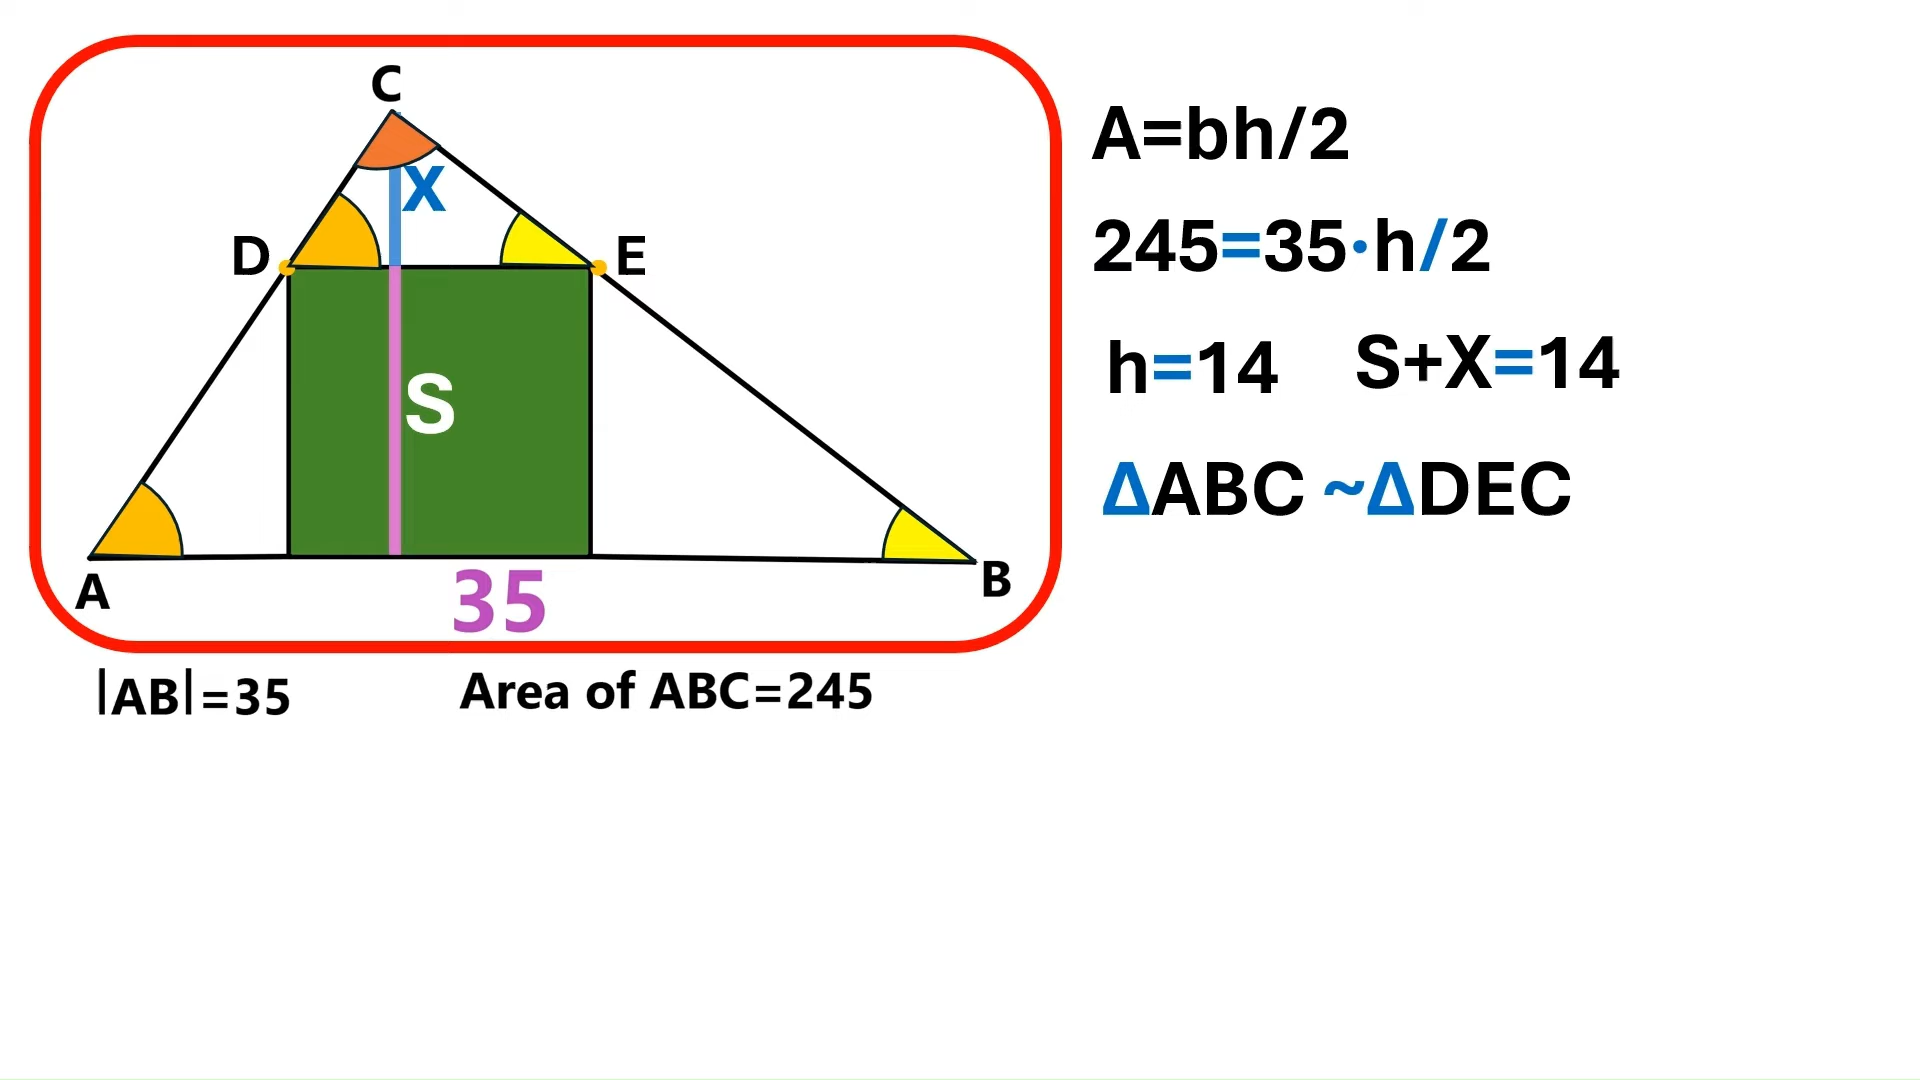 C
X
D
E
S
A
B
35
|AB|=35
Area of ABC=245
A=bh/2
245=35·h/2
h=14 S+X=14
ΔABC ~ΔDEC